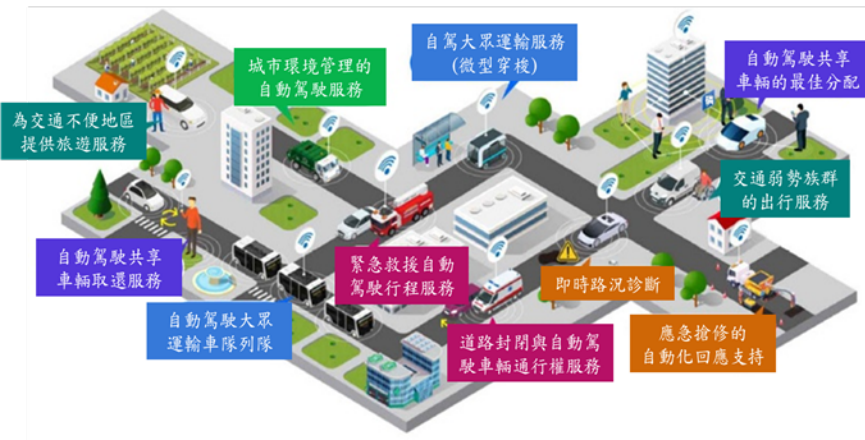 自駕大眾運輸服務
(微型穿梭)
城市環境管理的
自動駕駛服務
自動駕駛共享
車輛的最佳分配
為交通不便地區
提供旅遊服務
交通弱勢族群
的出行服務
自動駕駛共享
車輛取還服務
緊急救援自動
駕駛行程服務
即時路況診斷
自動駕駛大眾
運輸車隊列隊
道路封閉與自動駕
駛車輛通行權服務
應急搶修的
自動化回應支持